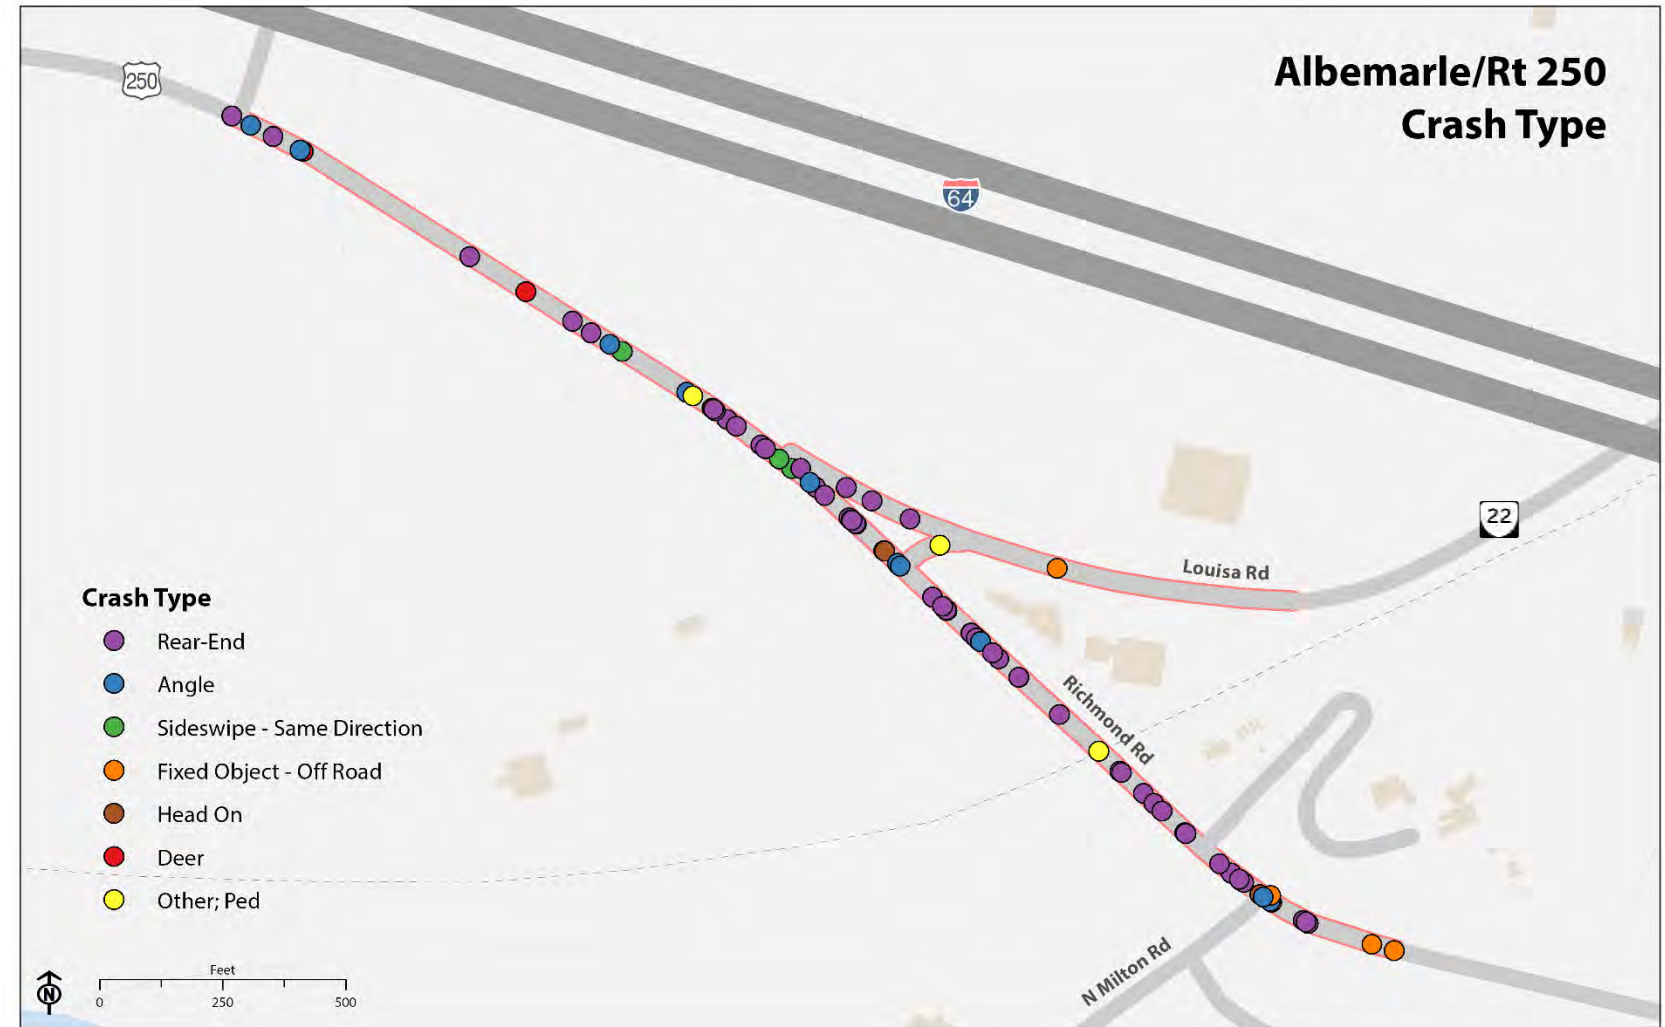 Albemarle/Rt 250
Crash Type
250
64
22
Louisa Rd
Richmond Rd
N Milton Rd
Crash Type
Rear-End
Angle
Sideswipe - Same Direction
Fixed Object - Off Road
Head On
Deer
Other; Ped
Feet
0 250 500
N